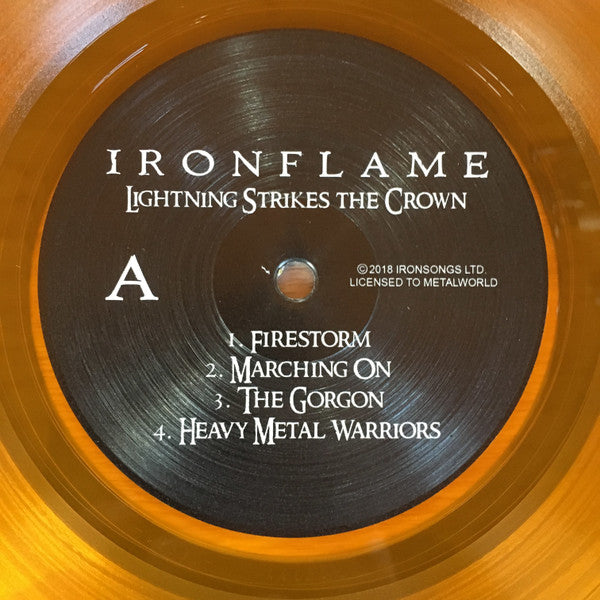 IRONFLAME
LIGHTNING STRIKES THE CROWN
A
©2018 IRONSONGS LTD.
LICENSED TO METALWORLD
1. FIRESTORM
2. MARCHING ON
3. THE GORGON
4. HEAVY METAL WARRIORS